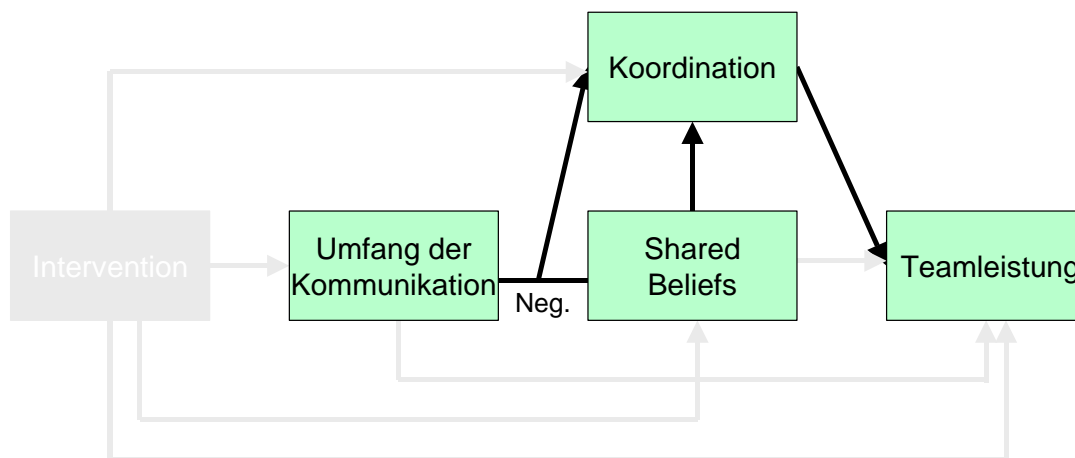 Koordination
Intervention
Umfang der
Kommunikation
Neg.
Shared
Beliefs
Teamleistung